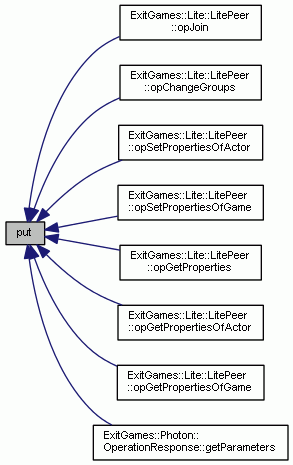 ExitGames::Lite::LitePeer
::opJoin
ExitGames::Lite::LitePeer
::opChangeGroups
ExitGames::Lite::LitePeer
::opSetPropertiesOfActor
ExitGames::Lite::LitePeer
::opSetPropertiesOfGame
put
ExitGames::Lite::LitePeer
::opGetProperties
ExitGames::Lite::LitePeer
::opGetPropertiesOfActor
ExitGames::Lite::LitePeer
::opGetPropertiesOfGame
ExitGames::Photon::
OperationResponse::getParameters